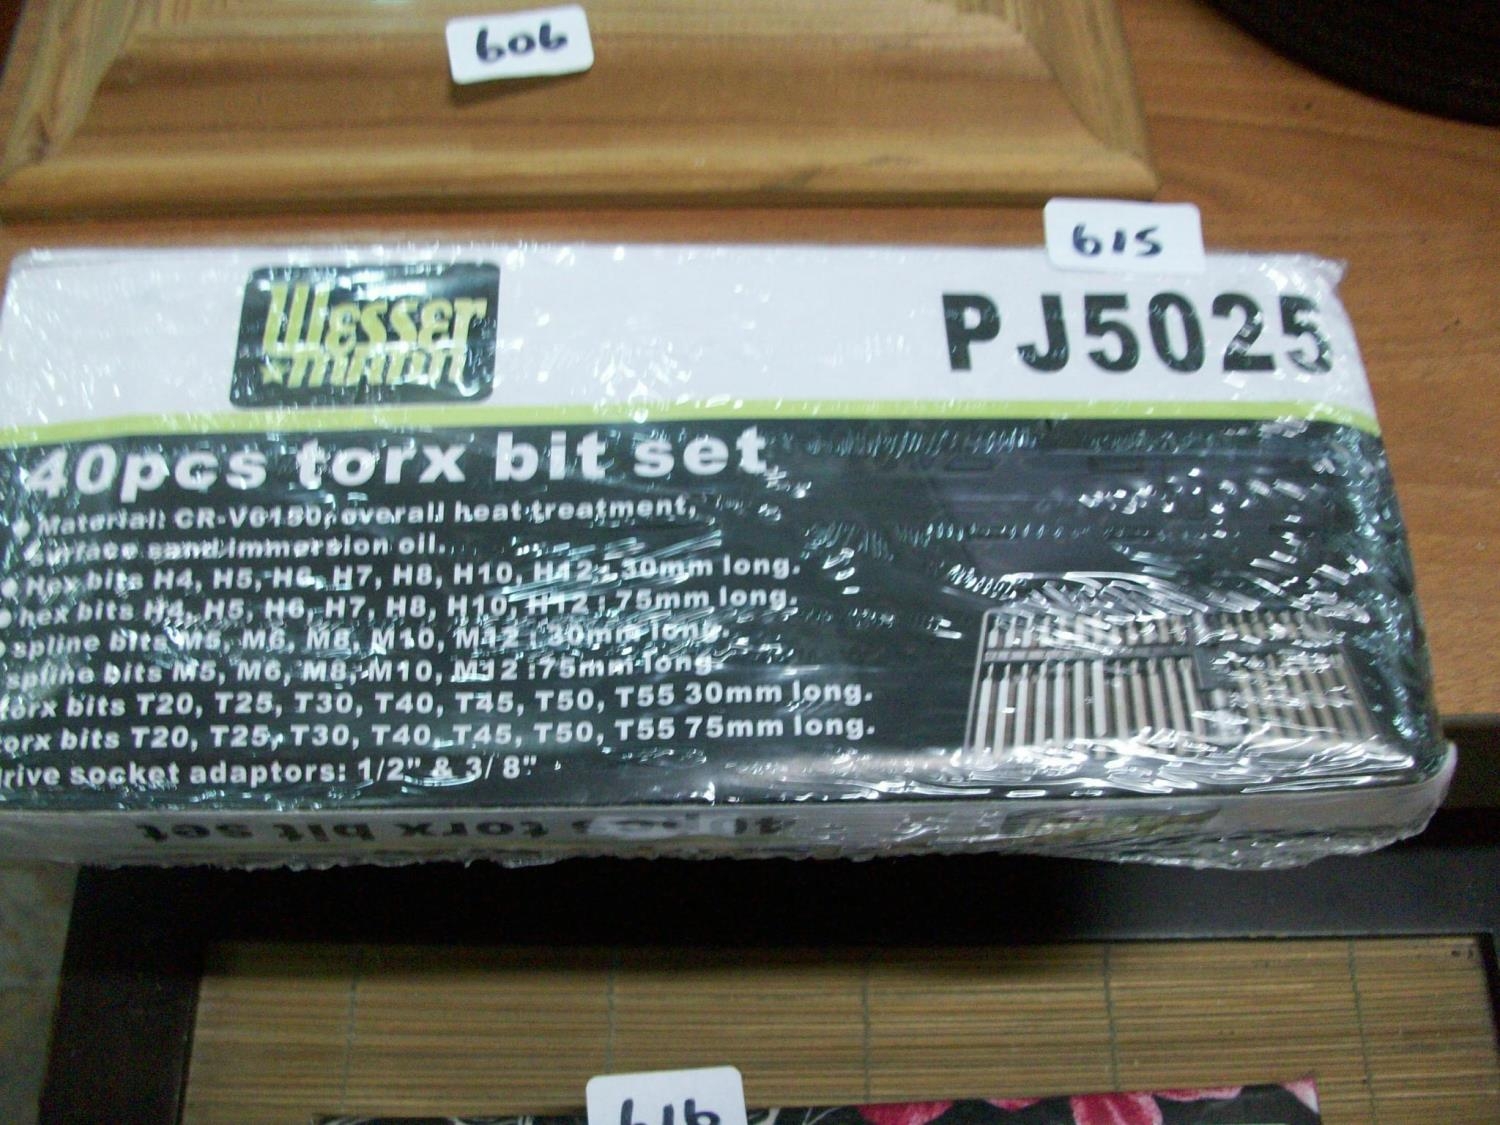 606
615
Wesser
mann
PJ5025
40pcs torx bit set
Material: CR-V6150, overall heat treatment,
surface sand immersion oil.
Hex bits H4, H5, H6, H7, H8, H10, H12 : 30mm long.
hex bits H4, H5, H6, H7, H8, H10, H12 : 75mm long.
spline bits M5, M6, M8, M10, M12 : 30mm long.
spline bits M5, M6, M8, M10, M12 :75mm long.
torx bits T20, T25, T30, T40, T45, T50, T55 30mm long.
torx bits T20, T25, T30, T40, T45, T50, T55 75mm long.
drive socket adaptors: 1/2" & 3/8"
40pcs torx bit set
616